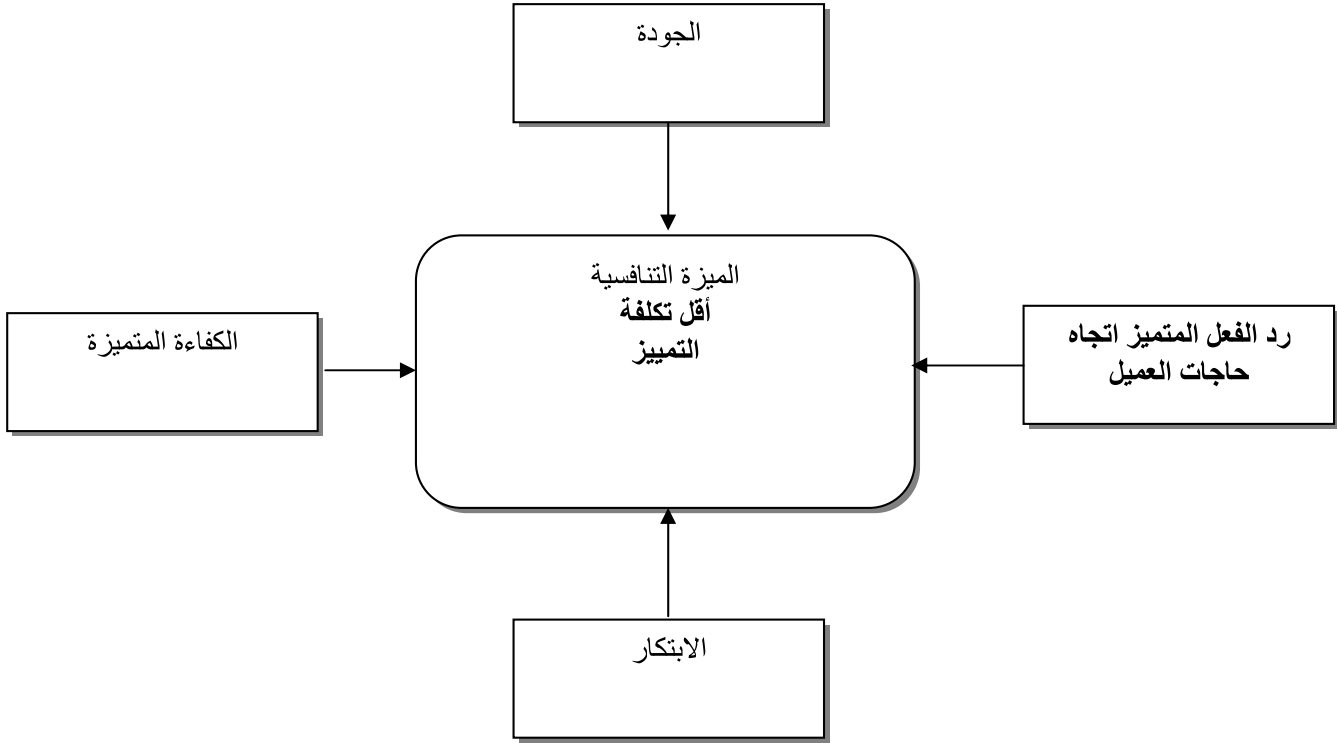 الجودة
الميزة التنافسية
أقل تكلفة
التمييز
رد الفعل المتميز اتجاه
حاجات العميل
الكفاءة المتميزة
الابتكار